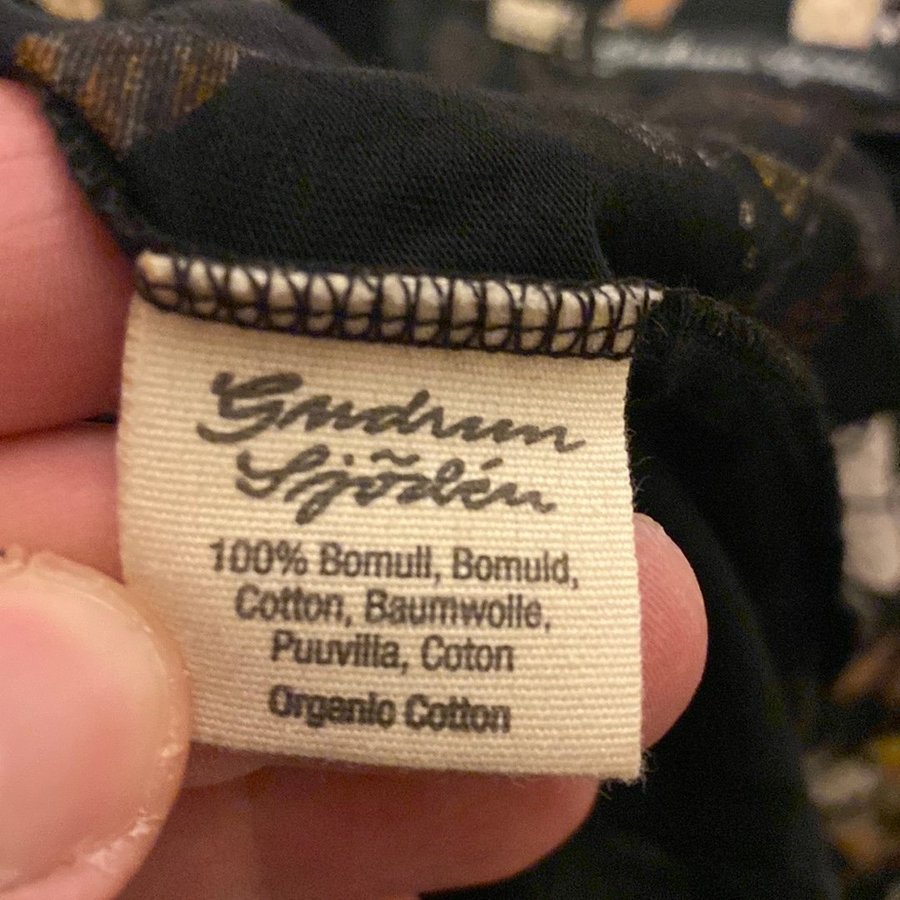 Gudrun
Sjödén
100% Bomull, Bomuld,
Cotton, Baumwolle,
Puuvilla, Coton
Organic Cotton